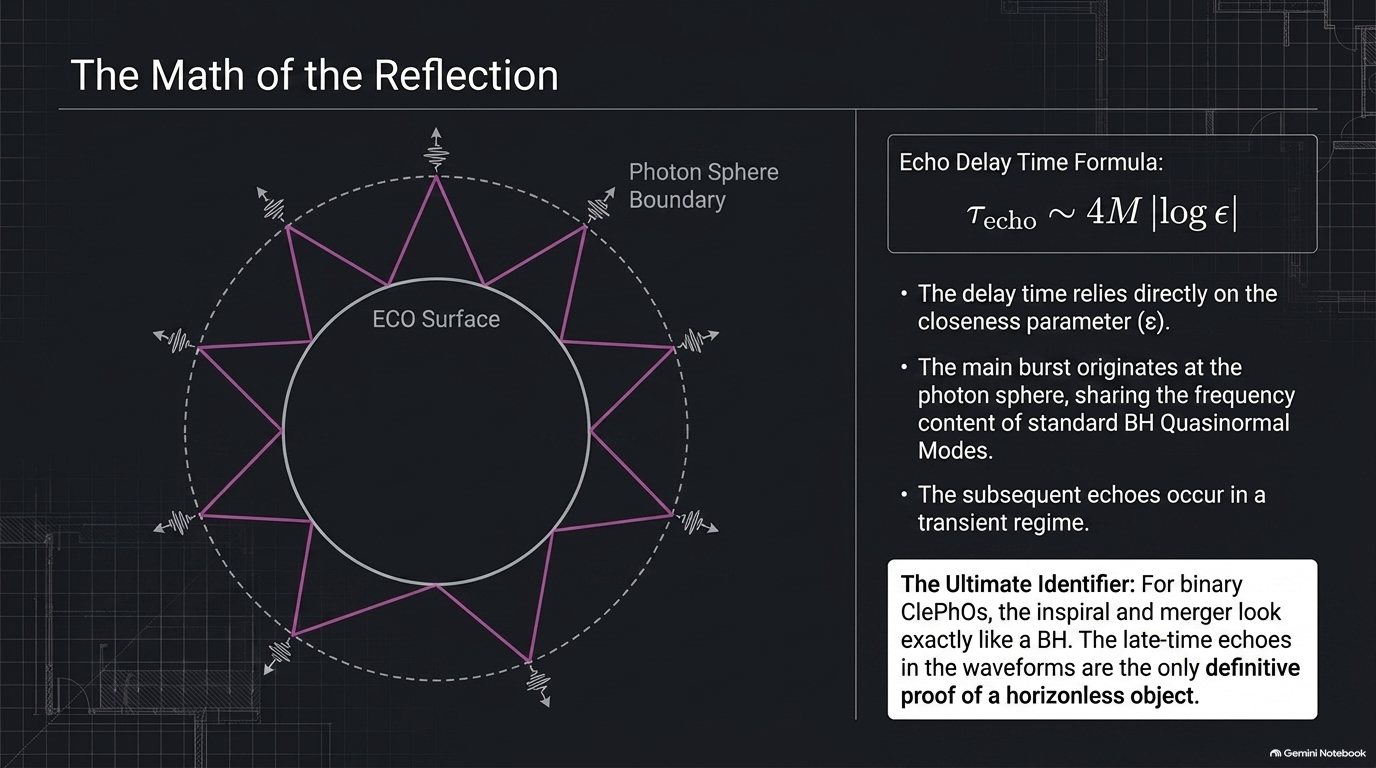 The Math of the Reflection
Photon Sphere
Boundary
ECO Surface
Echo Delay Time Formula:
τ_echo ∼ 4M |log ϵ|
• The delay time relies directly on the
closeness parameter (ε).
• The main burst originates at the
photon sphere, sharing the frequency
content of standard BH Quasinormal
Modes.
• The subsequent echoes occur in a
transient regime.
The Ultimate Identifier: For binary
ClePhOs, the inspiral and merger look
exactly like a BH. The late-time echoes
in the waveforms are the only definitive
proof of a horizonless object.
Gemini Notebook